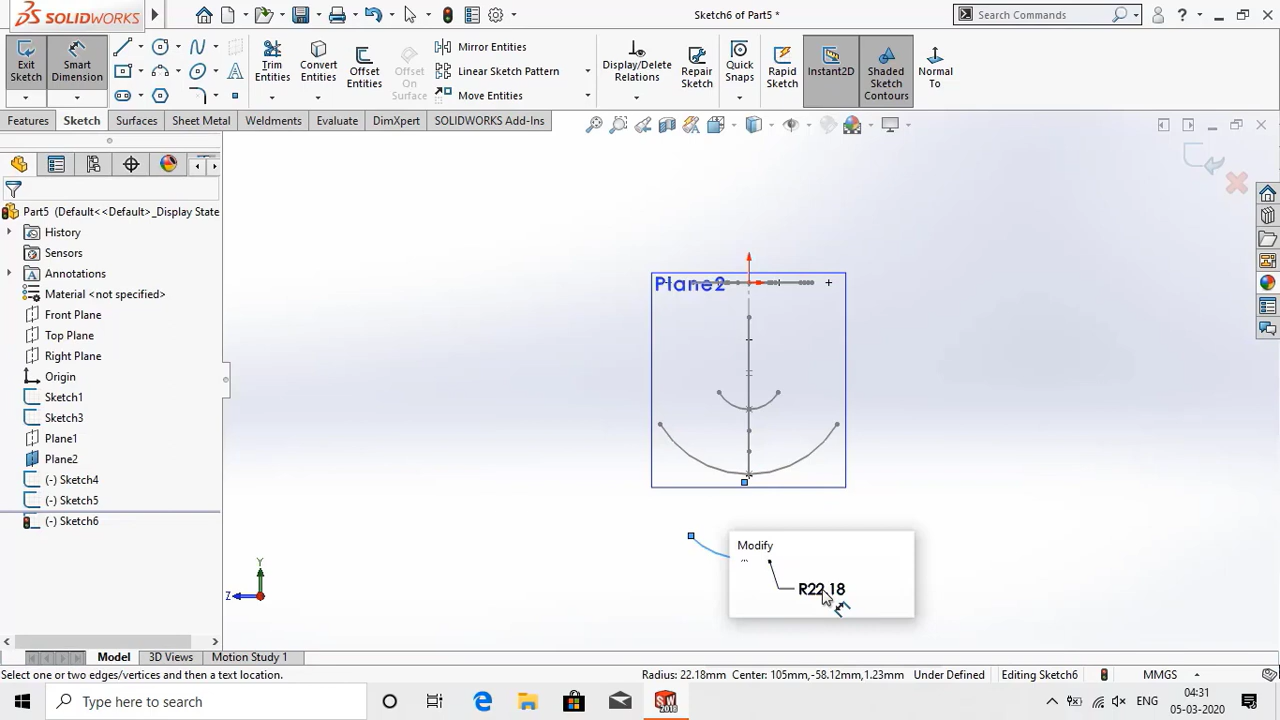 SOLIDWORKS
Sketch6 of Part5 *
Search Commands
?
Exit Sketch
Smart Dimension
Trim Entities
Convert Entities
Offset Entities
Offset On Surface
Mirror Entities
Linear Sketch Pattern
Move Entities
Display/Delete Relations
Repair Sketch
Quick Snaps
Rapid Sketch
Instant2D
Shaded Sketch Contours
Normal To
Features
Sketch
Surfaces
Sheet Metal
Weldments
Evaluate
DimXpert
SOLIDWORKS Add-Ins
Part5 (Default<<Default>_Display State
History
Sensors
Annotations
Material <not specified>
Front Plane
Top Plane
Right Plane
Origin
Sketch1
Sketch3
Plane1
Plane2
(-) Sketch4
(-) Sketch5
(-) Sketch6
Plane2
Modify
R22.18
Y
Z
Model
3D Views
Motion Study 1
Select one or two edges/vertices and then a text location.
Radius: 22.18mm Center: 105mm,-58.12mm,1.23mm
Under Defined
Editing Sketch6
MMGS
Type here to search
SW
2018
ENG
04:31
05-03-2020